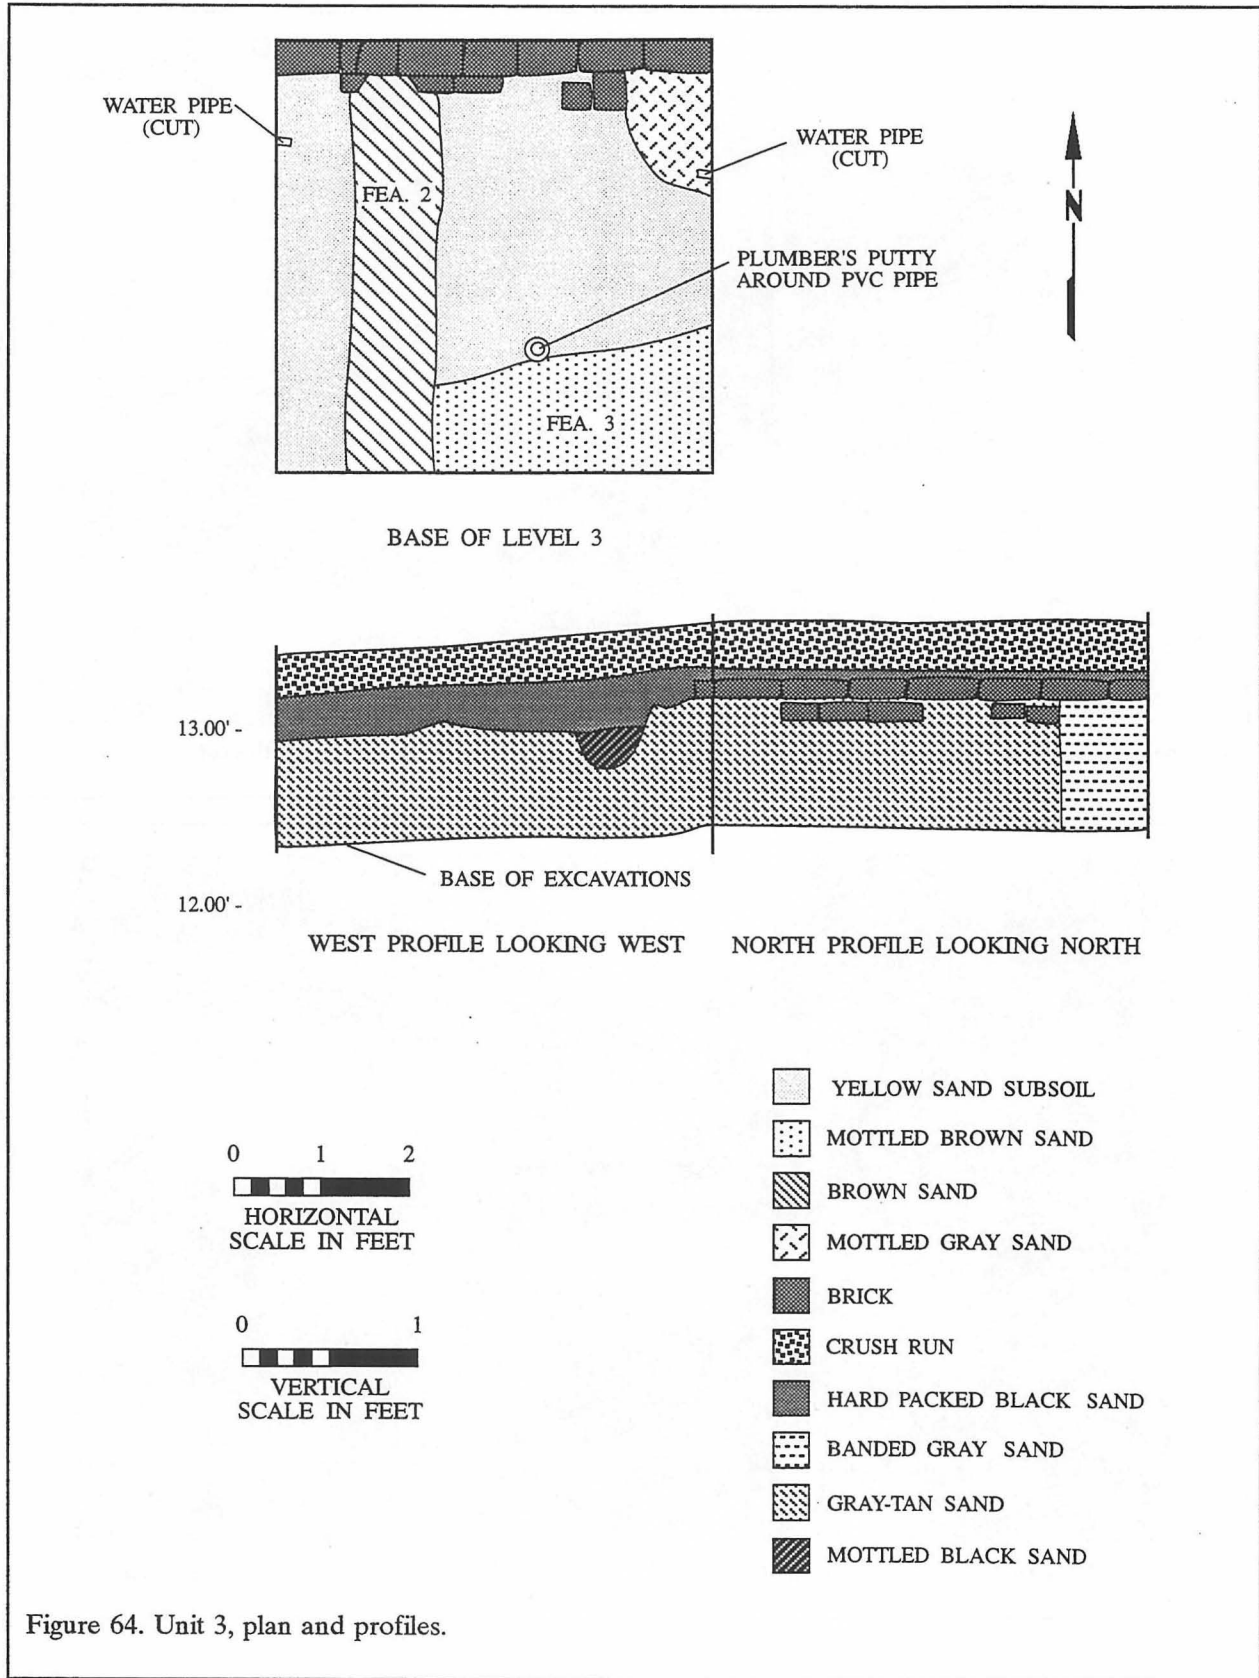 WATER PIPE
(CUT)
WATER PIPE
(CUT)
N
FEA. 2
PLUMBER'S PUTTY
AROUND PVC PIPE
FEA. 3
BASE OF LEVEL 3
13.00' -
BASE OF EXCAVATIONS
12.00' -
WEST PROFILE LOOKING WEST
NORTH PROFILE LOOKING NORTH
0 1 2
HORIZONTAL
SCALE IN FEET
0 1
VERTICAL
SCALE IN FEET
YELLOW SAND SUBSOIL
MOTTLED BROWN SAND
BROWN SAND
MOTTLED GRAY SAND
BRICK
CRUSH RUN
HARD PACKED BLACK SAND
BANDED GRAY SAND
GRAY-TAN SAND
MOTTLED BLACK SAND
Figure 64. Unit 3, plan and profiles.